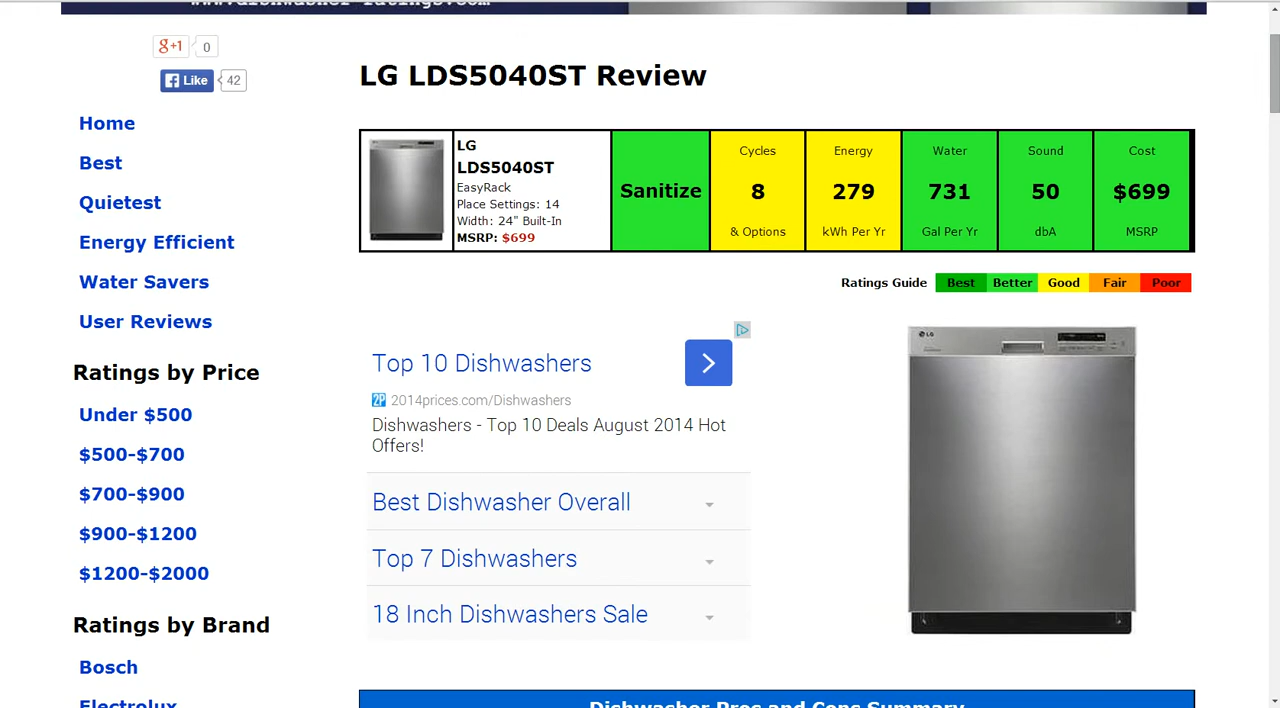 www.dishwasher-ratings.com
g+1 0
Like 42
Home
Best
Quietest
Energy Efficient
Water Savers
User Reviews
Ratings by Price
Under $500
$500-$700
$700-$900
$900-$1200
$1200-$2000
Ratings by Brand
Bosch
Electrolux
LG LDS5040ST Review
LG
LDS5040ST
EasyRack
Place Settings: 14
Width: 24" Built-In
MSRP: $699
Sanitize
Cycles
8
& Options
Energy
279
kWh Per Yr
Water
731
Gal Per Yr
Sound
50
dbA
Cost
$699
MSRP
Ratings Guide Best Better Good Fair Poor
Top 10 Dishwashers
2014prices.com/Dishwashers
Dishwashers - Top 10 Deals August 2014 Hot
Offers!
Best Dishwasher Overall
Top 7 Dishwashers
18 Inch Dishwashers Sale
LG
Dishwasher Pros and Cons Summary